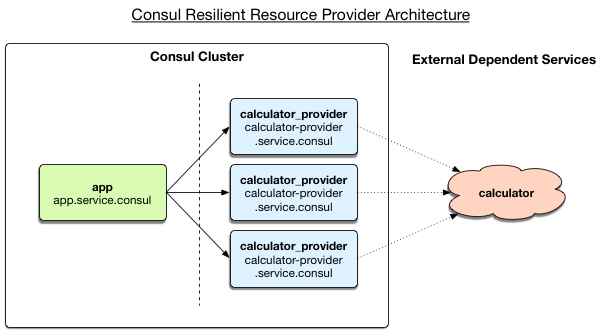 Consul Resilient Resource Provider Architecture
Consul Cluster
External Dependent Services
calculator_provider
calculator-provider
.service.consul
app
app.service.consul
calculator_provider
calculator-provider
.service.consul
calculator
calculator_provider
calculator-provider
.service.consul